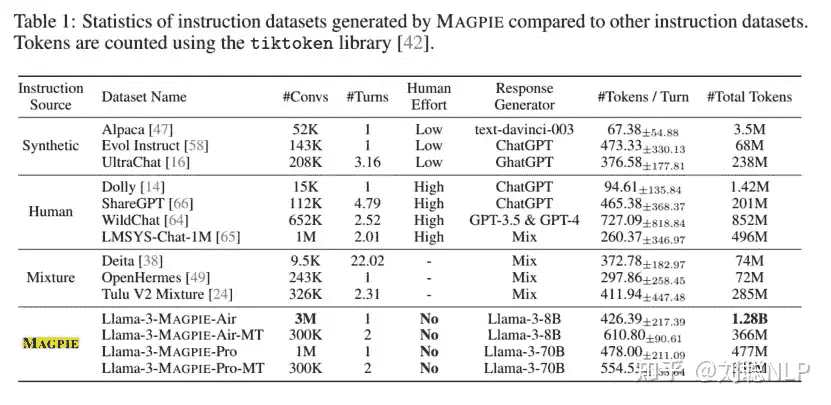 Table 1: Statistics of instruction datasets generated by MAGPIE compared to other instruction datasets.
Tokens are counted using the tiktoken library [42].
Instruction Source Dataset Name #Convs #Turns Human Effort Response Generator #Tokens / Turn #Total Tokens
Synthetic
Alpaca [47] 52K 1 Low text-davinci-003 67.38±54.88 3.5M
Evol Instruct [58] 143K 1 Low ChatGPT 473.33±330.13 68M
UltraChat [16] 208K 3.16 Low GhatGPT 376.58±177.81 238M
Human
Dolly [14] 15K 1 High ChatGPT 94.61±135.84 1.42M
ShareGPT [66] 112K 4.79 High ChatGPT 465.38±368.37 201M
WildChat [64] 652K 2.52 High GPT-3.5 & GPT-4 727.09±818.84 852M
LMSYS-Chat-1M [65] 1M 2.01 High Mix 260.37±346.97 496M
Mixture
Deita [38] 9.5K 22.02 - Mix 372.78±182.97 74M
OpenHermes [49] 243K 1 - Mix 297.86±258.45 72M
Tulu V2 Mixture [24] 326K 2.31 - Mix 411.94±447.48 285M
MAGPIE
Llama-3-MAGPIE-Air 3M 1 No Llama-3-8B 426.39±217.39 1.28B
Llama-3-MAGPIE-Air-MT 300K 2 No Llama-3-8B 610.80±90.61 366M
Llama-3-MAGPIE-Pro 1M 1 No Llama-3-70B 478.00±211.09 477M
Llama-3-MAGPIE-Pro-MT 300K 2 No Llama-3-70B
知乎 @刘聪NLP